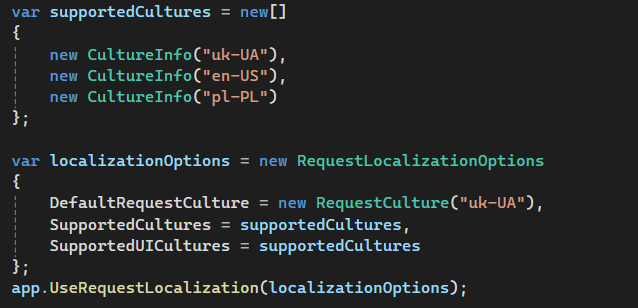 var supportedCultures = new[]
{
    new CultureInfo("uk-UA"),
    new CultureInfo("en-US"),
    new CultureInfo("pl-PL")
};

var localizationOptions = new RequestLocalizationOptions
{
    DefaultRequestCulture = new RequestCulture("uk-UA"),
    SupportedCultures = supportedCultures,
    SupportedUICultures = supportedCultures
};
app.UseRequestLocalization(localizationOptions);